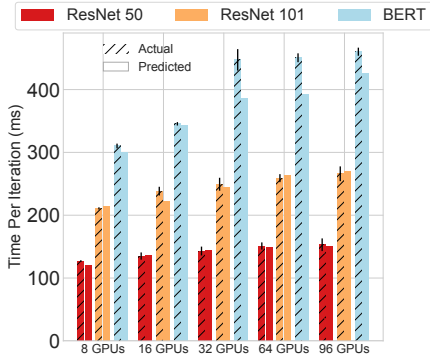 ResNet 50 ResNet 101 BERT
Actual
Predicted
Time Per Iteration (ms)
400
300
200
100
0
8 GPUs 16 GPUs 32 GPUs 64 GPUs 96 GPUs